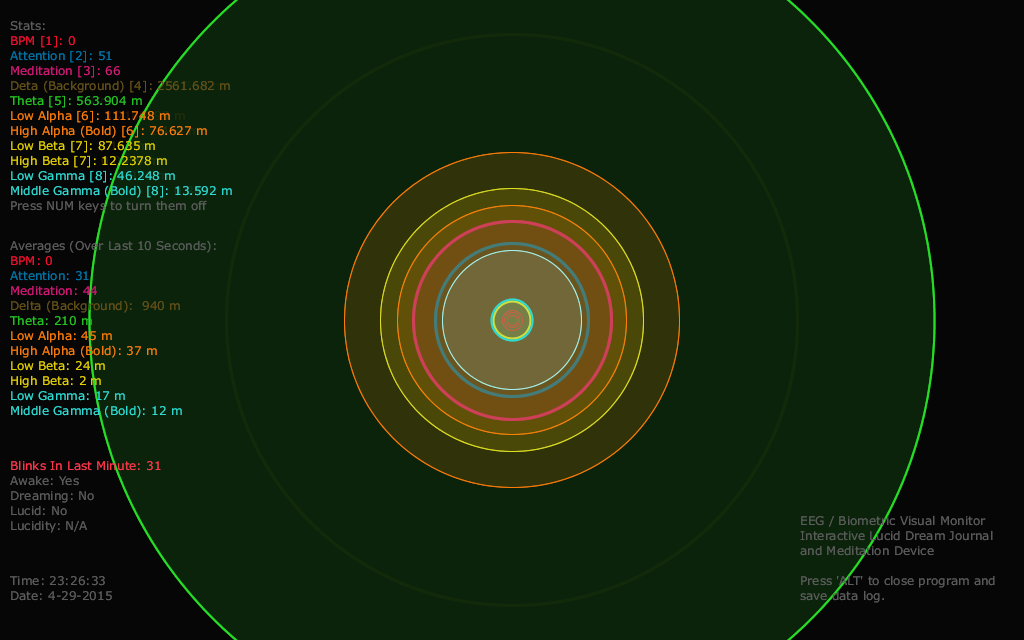 Stats:
BPM [1]: 0
Attention [2]: 51
Meditation [3]: 66
Deta (Background) [4]: 2561.682 m
Theta [5]: 563.904 m
Low Alpha [6]: 111.748 m
High Alpha (Bold) [6]: 76.627 m
Low Beta [7]: 87.635 m
High Beta [7]: 12.2378 m
Low Gamma [8]: 46.248 m
Middle Gamma (Bold) [8]: 13.592 m
Press NUM keys to turn them off
Averages (Over Last 10 Seconds):
BPM: 0
Attention: 31
Meditation: 44
Delta (Background): 940 m
Theta: 210 m
Low Alpha: 45 m
High Alpha (Bold): 37 m
Low Beta: 24 m
High Beta: 2 m
Low Gamma: 17 m
Middle Gamma (Bold): 12 m
Blinks In Last Minute: 31
Awake: Yes
Dreaming: No
Lucid: No
Lucidity: N/A
Time: 23:26:33
Date: 4-29-2015
EEG / Biometric Visual Monitor
Interactive Lucid Dream Journal
and Meditation Device
Press 'ALT' to close program and
save data log.